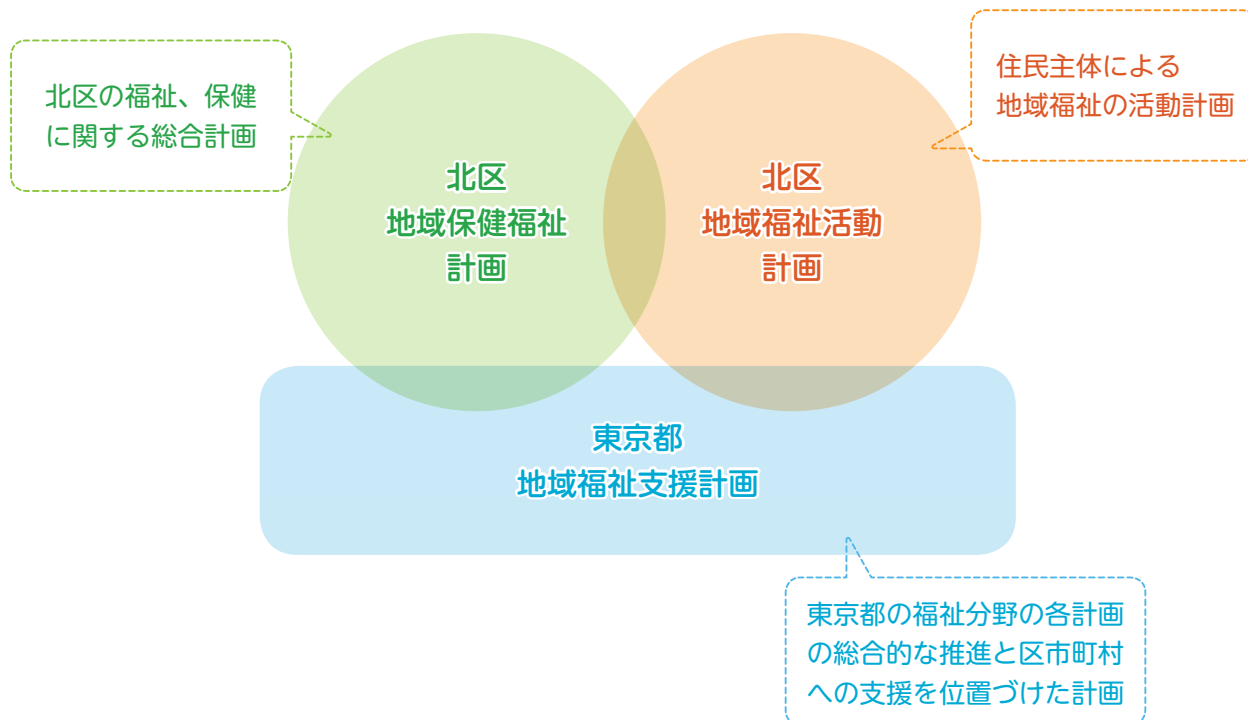 北区の福祉、保健
に関する総合計画
住民主体による
地域福祉の活動計画
北区
地域保健福祉
計画
北区
地域福祉活動
計画
東京都
地域福祉支援計画
東京都の福祉分野の各計画
の総合的な推進と区市町村
への支援を位置づけた計画